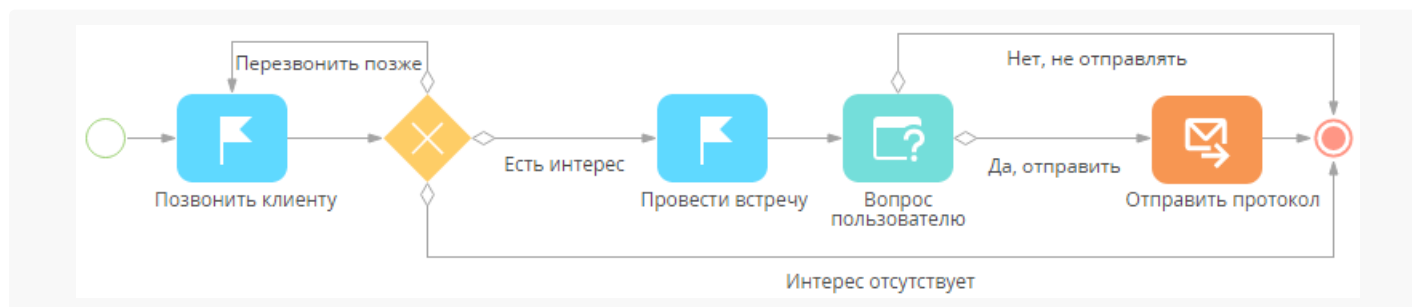 Перезвонить позже
Нет, не отправлять
Есть интерес
Да, отправить
Позвонить клиенту
Провести встречу
Вопрос
пользователю
Отправить протокол
Интерес отсутствует